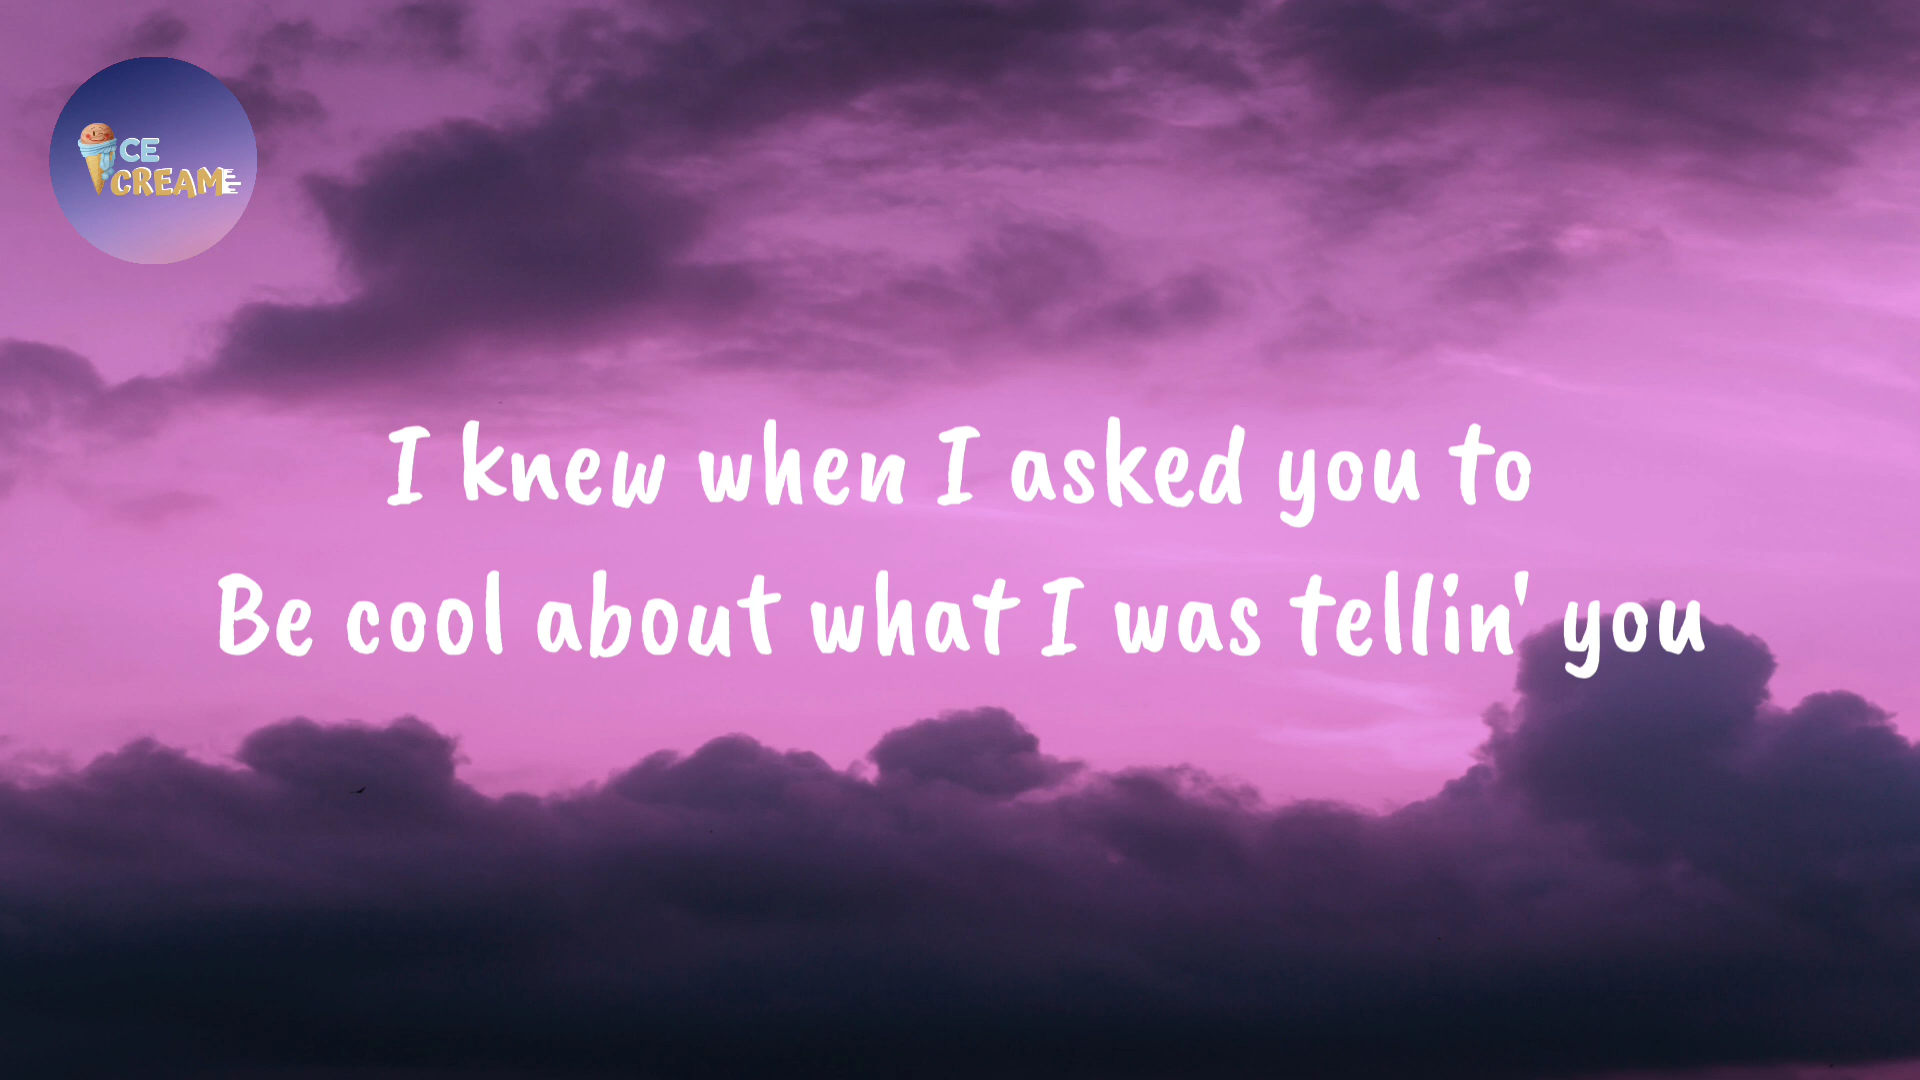 ICE
CREAM
I knew when I asked you to
Be cool about what I was tellin' you